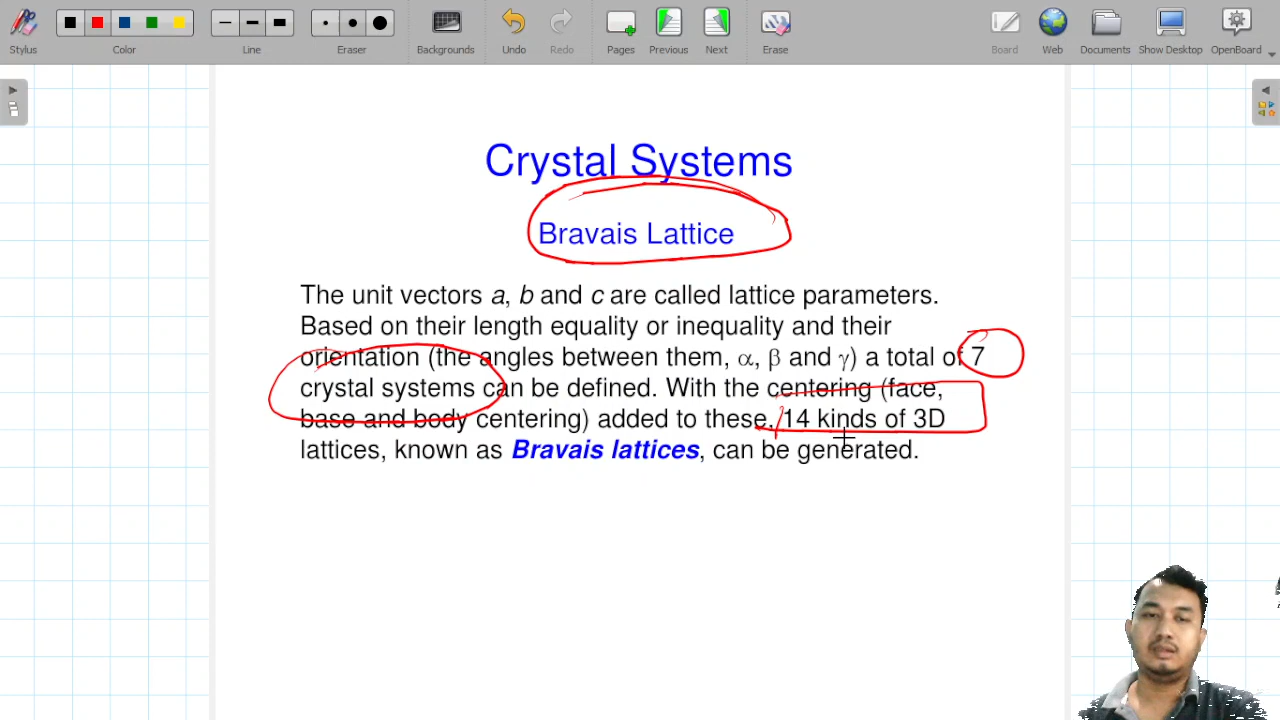 Stylus Color Line Eraser Backgrounds Undo Redo Pages Previous Next Erase Board Web Documents Show Desktop OpenBoard
Crystal Systems
Bravais Lattice
The unit vectors a, b and c are called lattice parameters.
Based on their length equality or inequality and their
orientation (the angles between them, α, β and γ) a total of 7
crystal systems can be defined. With the centering (face,
base and body centering) added to these, 14 kinds of 3D
lattices, known as Bravais lattices, can be generated.